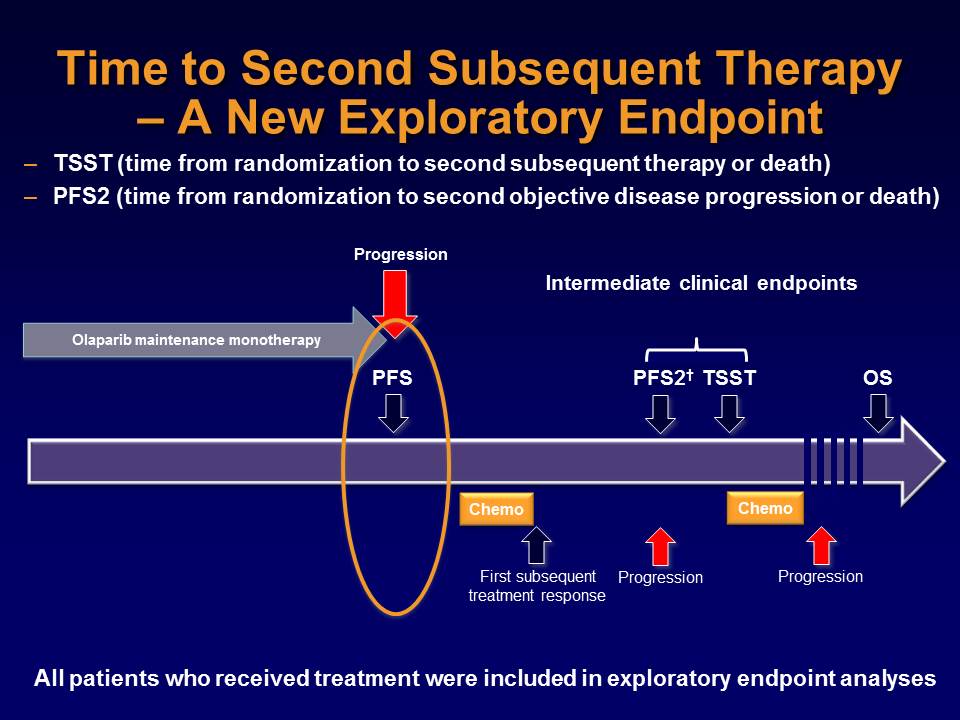 Time to Second Subsequent Therapy
– A New Exploratory Endpoint
– TSST (time from randomization to second subsequent therapy or death)
– PFS2 (time from randomization to second objective disease progression or death)
Progression
Intermediate clinical endpoints
Olaparib maintenance monotherapy
PFS
PFS2† TSST
OS
Chemo
Chemo
First subsequent
treatment response
Progression
Progression
All patients who received treatment were included in exploratory endpoint analyses